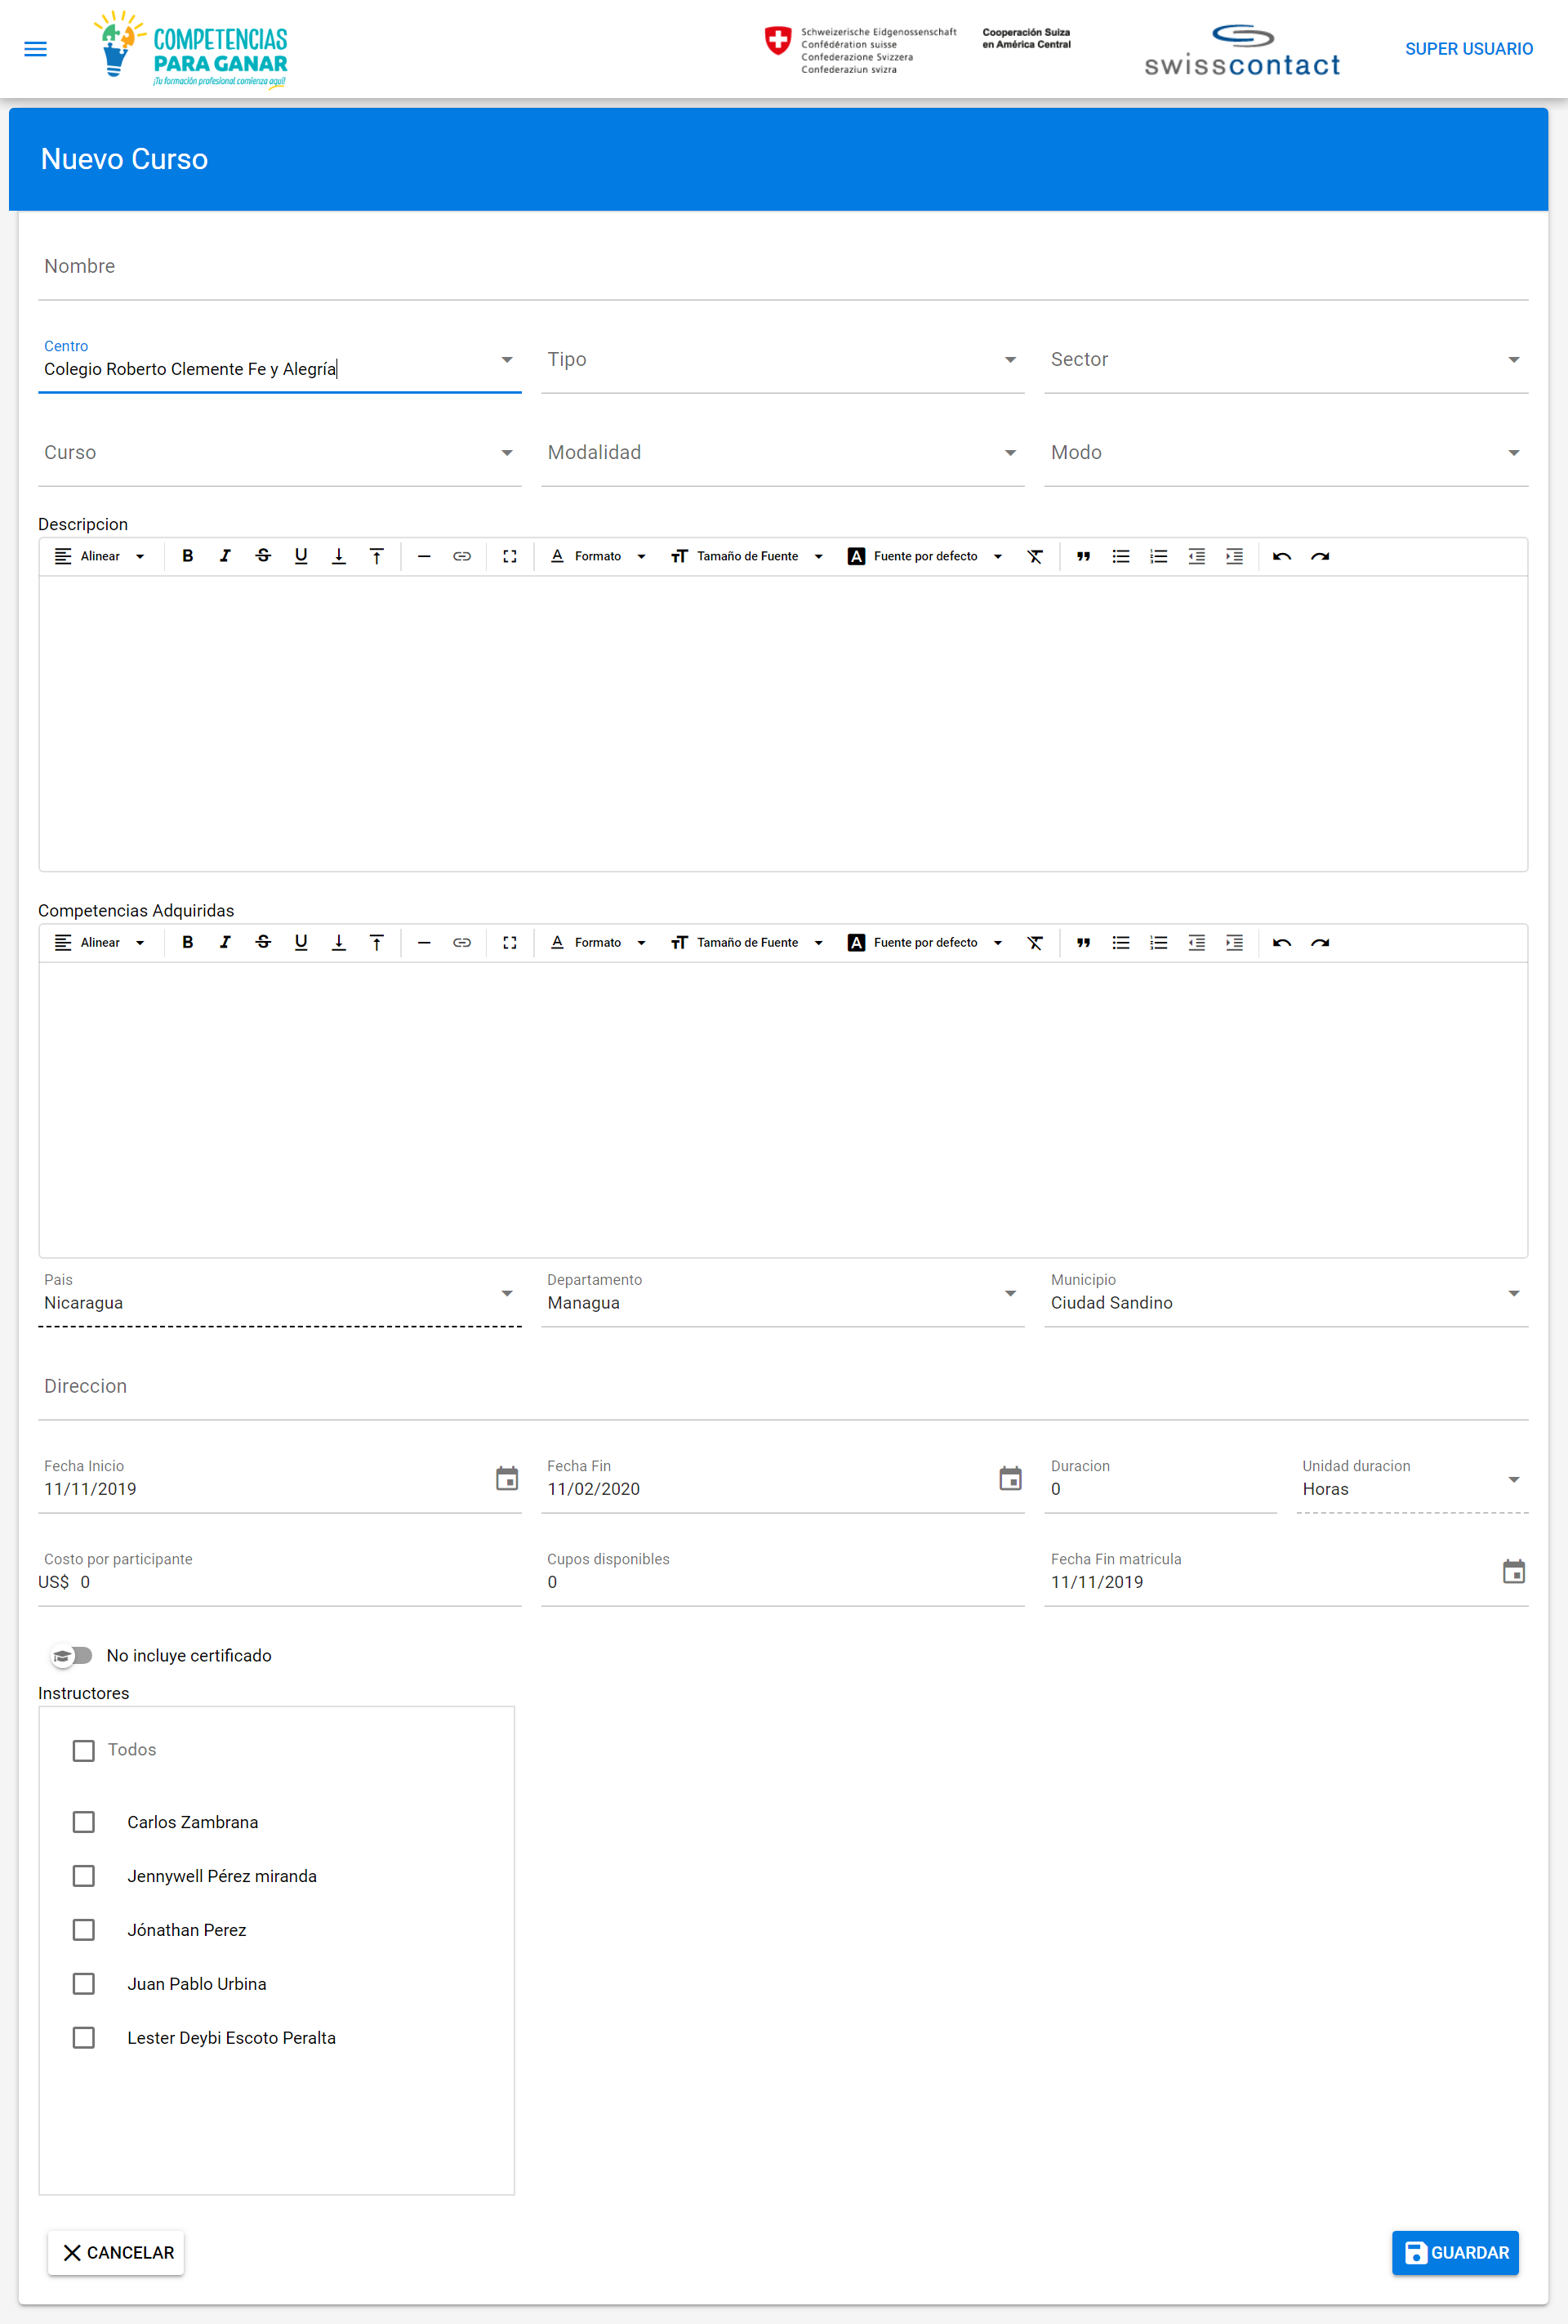 COMPETENCIAS
PARA GANAR
¡Tu formación profesional comienza aquí!
Schweizerische Eidgenossenschaft
Confédération suisse
Confederazione Svizzera
Confederaziun svizra
Cooperación Suiza
en América Central
swisscontact
SUPER USUARIO
Nuevo Curso
Nombre
Centro
Colegio Roberto Clemente Fe y Alegría
Tipo
Sector
Curso
Modalidad
Modo
Descripcion
Alinear
Formato
Tamaño de Fuente
Fuente por defecto
Competencias Adquiridas
Alinear
Formato
Tamaño de Fuente
Fuente por defecto
Pais
Nicaragua
Departamento
Managua
Municipio
Ciudad Sandino
Direccion
Fecha Inicio
11/11/2019
Fecha Fin
11/02/2020
Duracion
0
Unidad duracion
Horas
Costo por participante
US$ 0
Cupos disponibles
0
Fecha Fin matricula
11/11/2019
No incluye certificado
Instructores
Todos
Carlos Zambrana
Jennywell Pérez miranda
Jónathan Perez
Juan Pablo Urbina
Lester Deybi Escoto Peralta
CANCELAR
GUARDAR